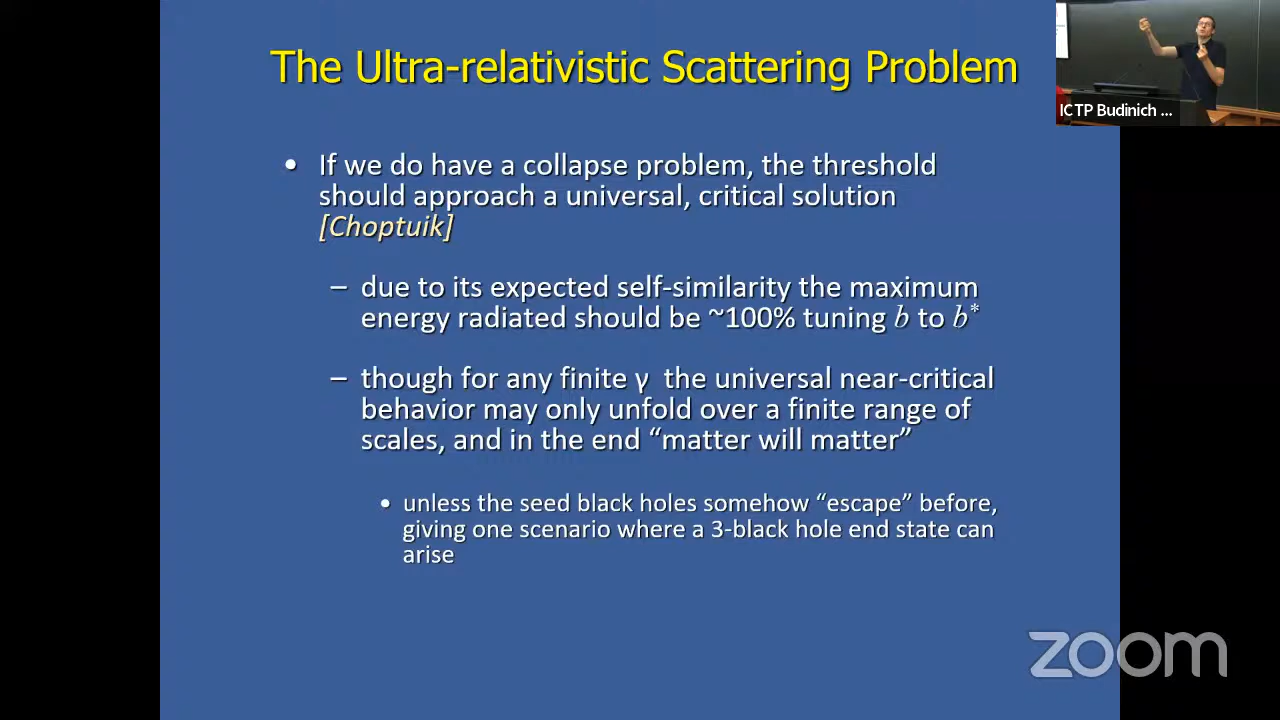 The Ultra-relativistic Scattering Problem
ICTP Budinich ...
• If we do have a collapse problem, the threshold
should approach a universal, critical solution
[Choptuik]
– due to its expected self-similarity the maximum
energy radiated should be ~100% tuning b to b*
– though for any finite γ the universal near-critical
behavior may only unfold over a finite range of
scales, and in the end “matter will matter”
• unless the seed black holes somehow “escape” before,
giving one scenario where a 3-black hole end state can
arise
zoom